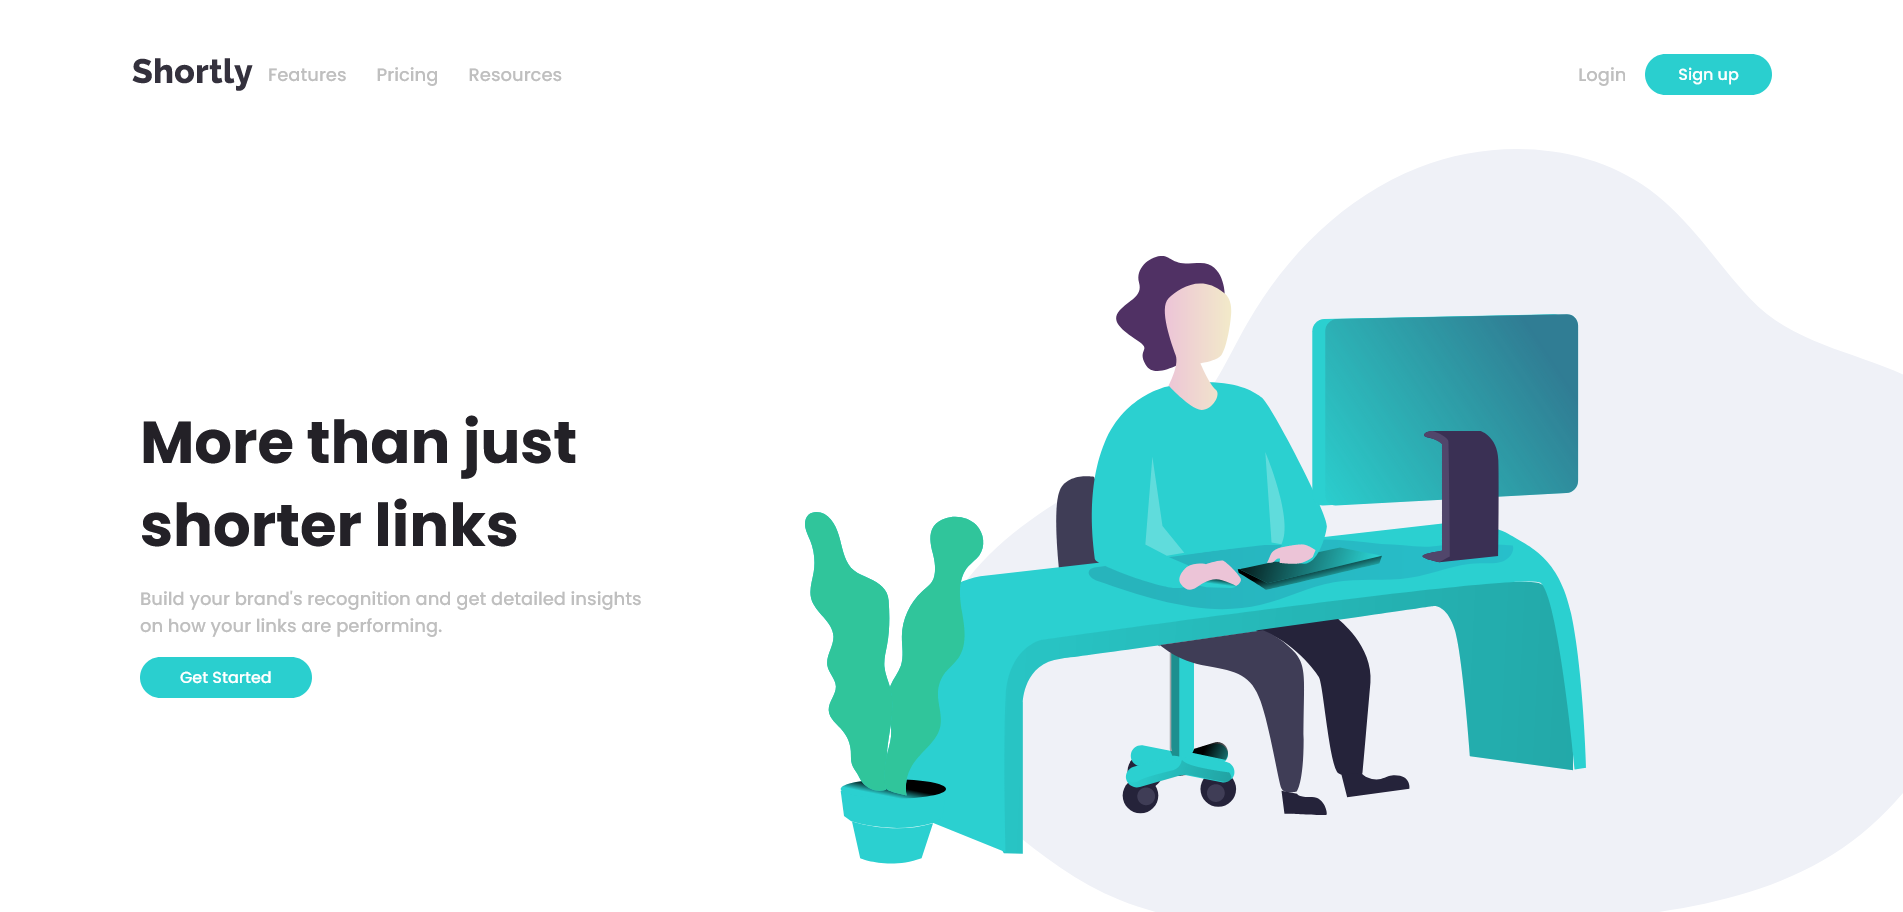 Shortly Features Pricing Resources Login Sign up
More than just
shorter links
Build your brand's recognition and get detailed insights
on how your links are performing.
Get Started